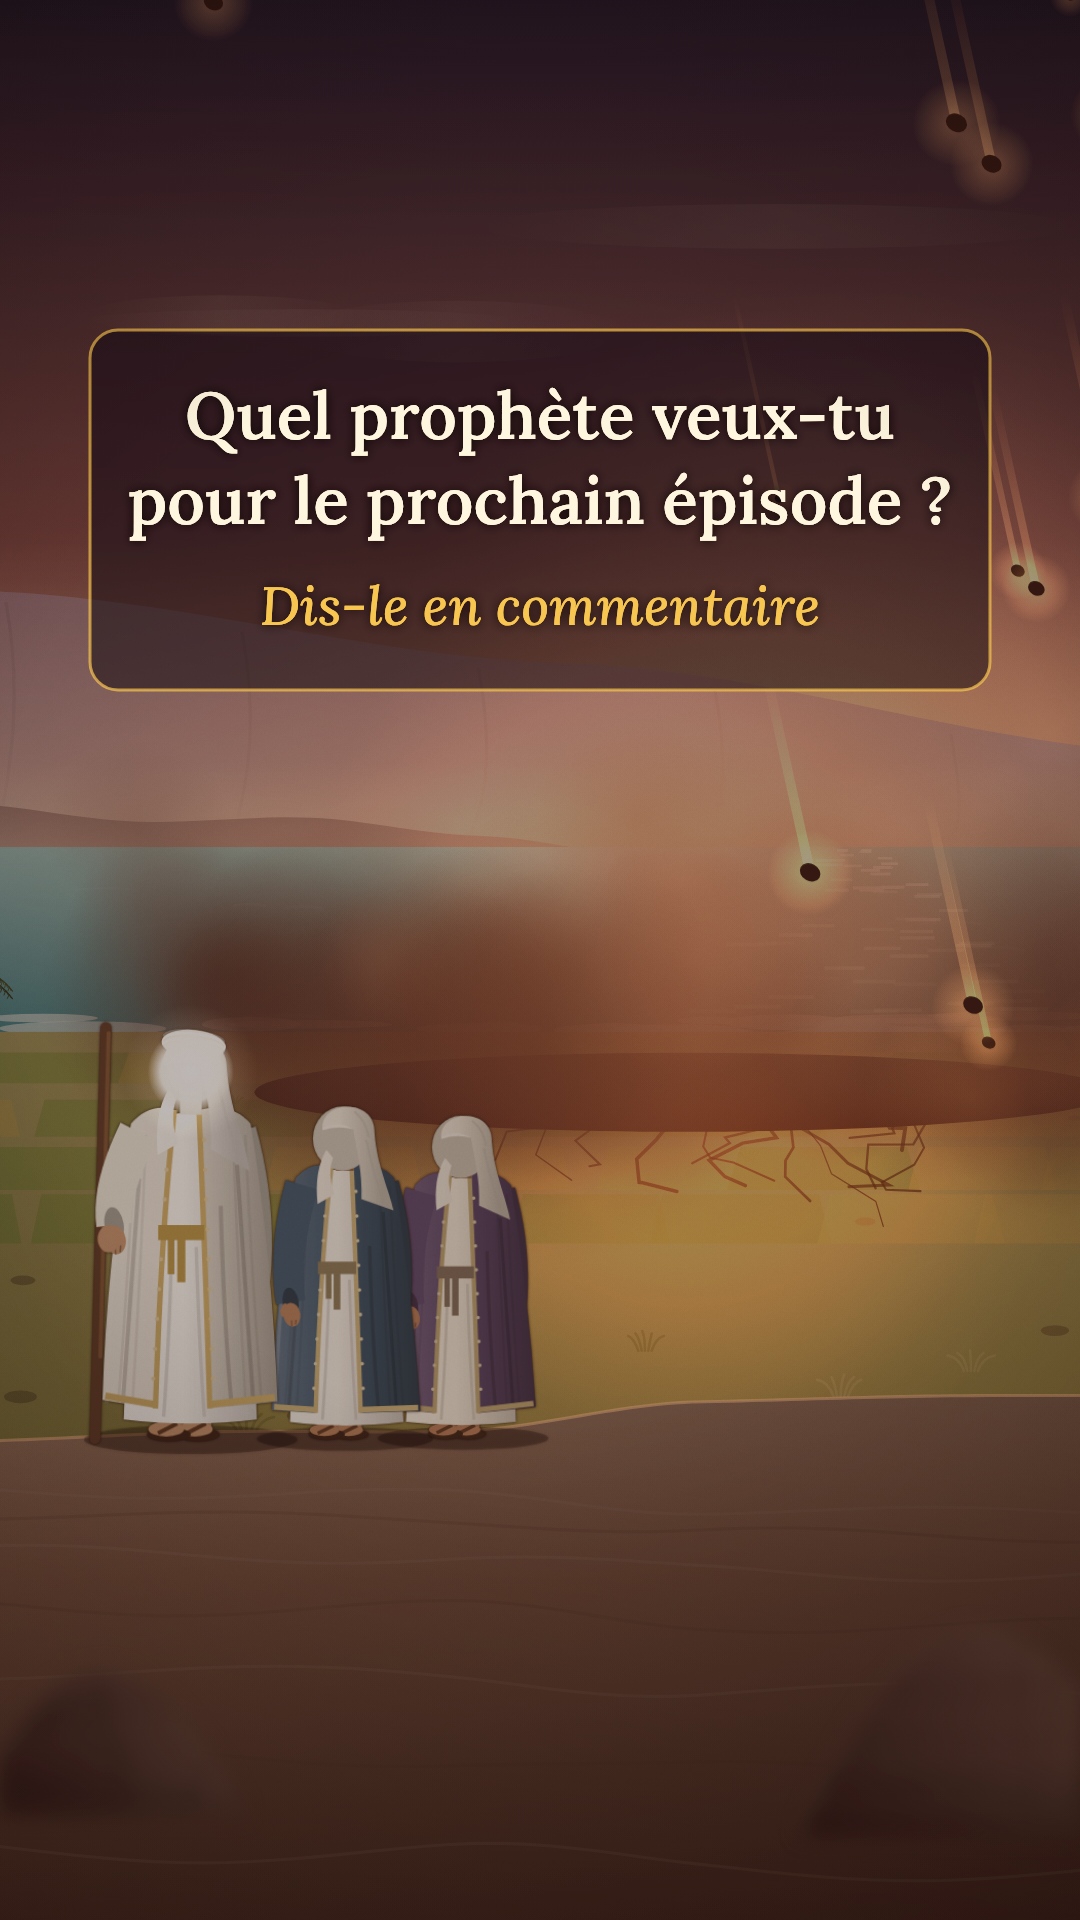 Quel prophète veux-tu
pour le prochain épisode ?
Dis-le en commentaire